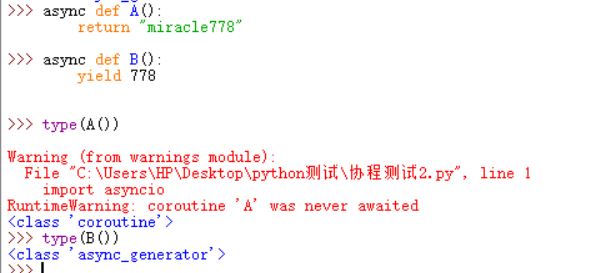 >>> async def A():
        return "miracle778"
>>> async def B():
        yield 778
>>> type(A())
Warning (from warnings module):
  File "C:\Users\HP\Desktop\python测试\协程测试2.py", line 1
    import asyncio
RuntimeWarning: coroutine 'A' was never awaited
<class 'coroutine'>
>>> type(B())
<class 'async_generator'>
>>>